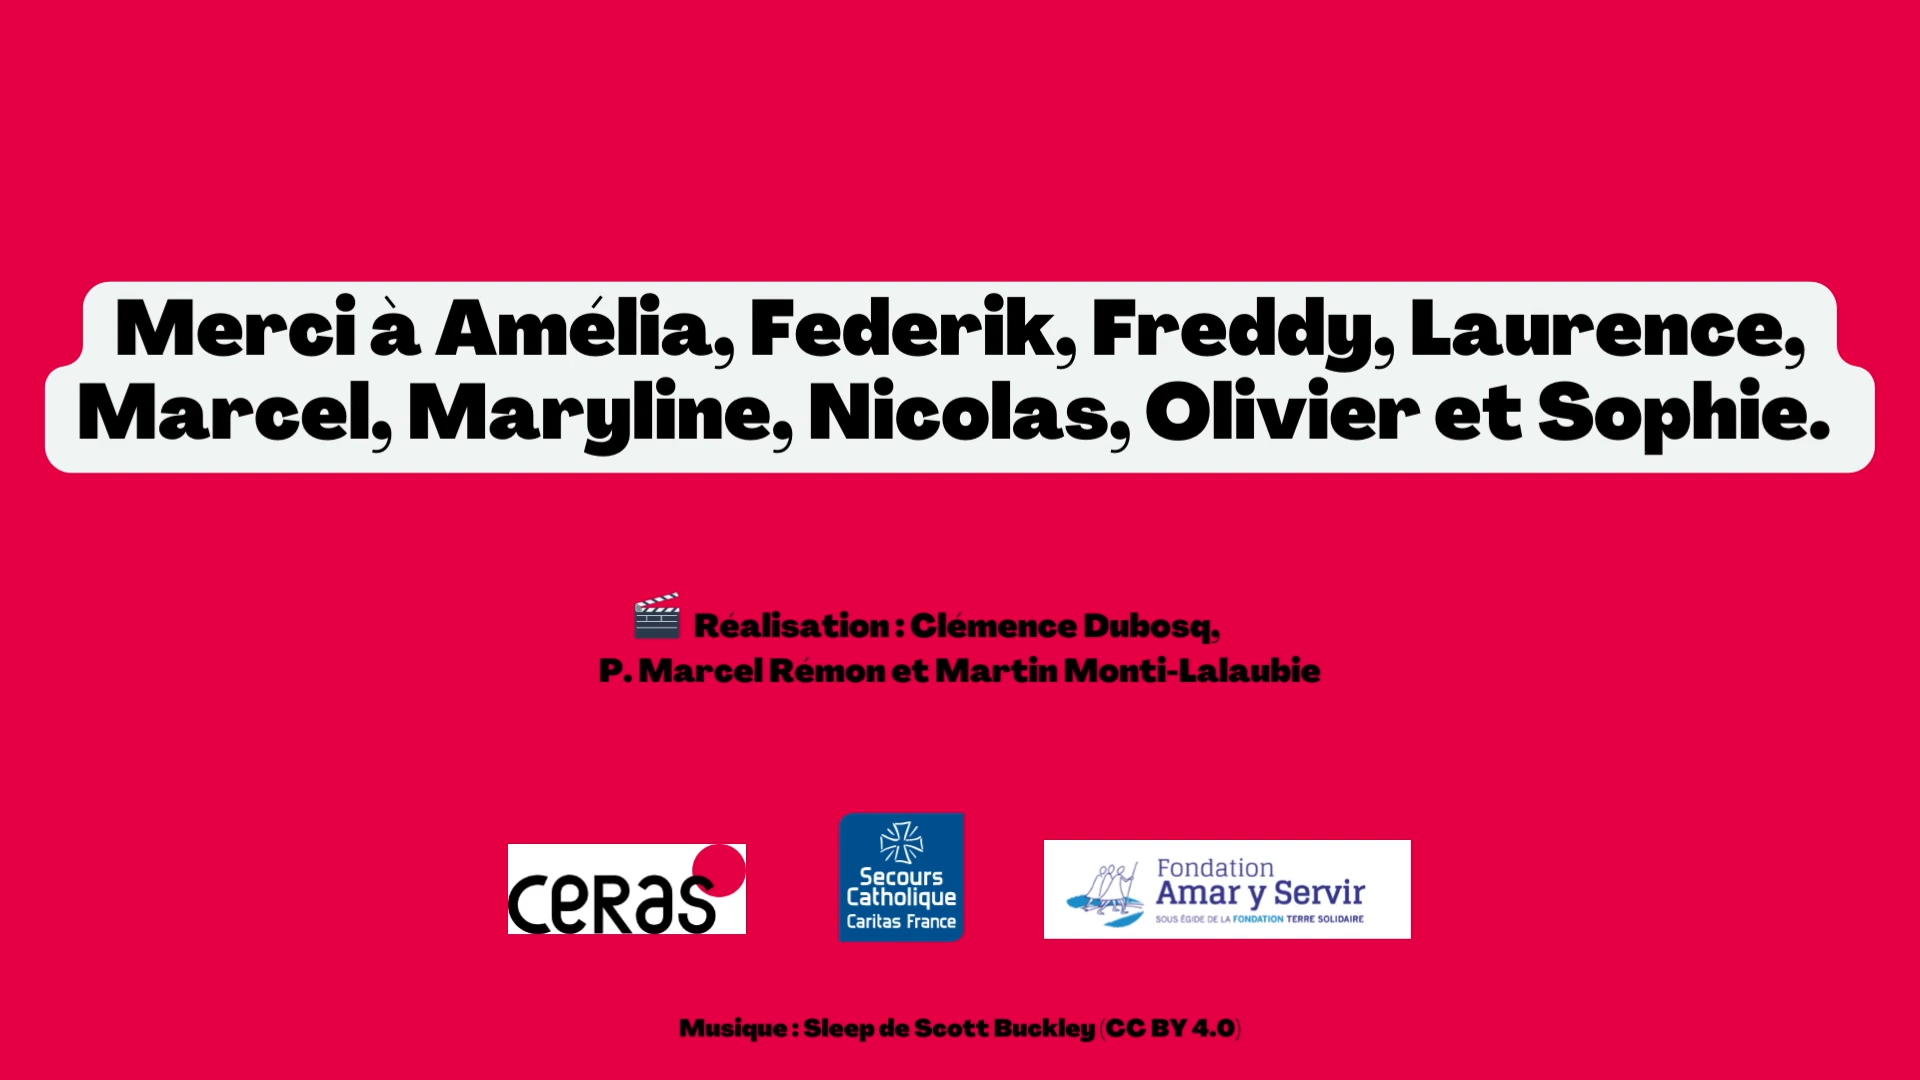 Merci à Amélia, Federik, Freddy, Laurence,
Marcel, Maryline, Nicolas, Olivier et Sophie.
🎬 Réalisation : Clémence Dubosq,
P. Marcel Rémon et Martin Monti-Lalaubie
ceras
Secours
Catholique
Caritas France
Fondation
Amar y Servir
SOUS ÉGIDE DE LA FONDATION TERRE SOLIDAIRE
Musique : Sleep de Scott Buckley (CC BY 4.0)